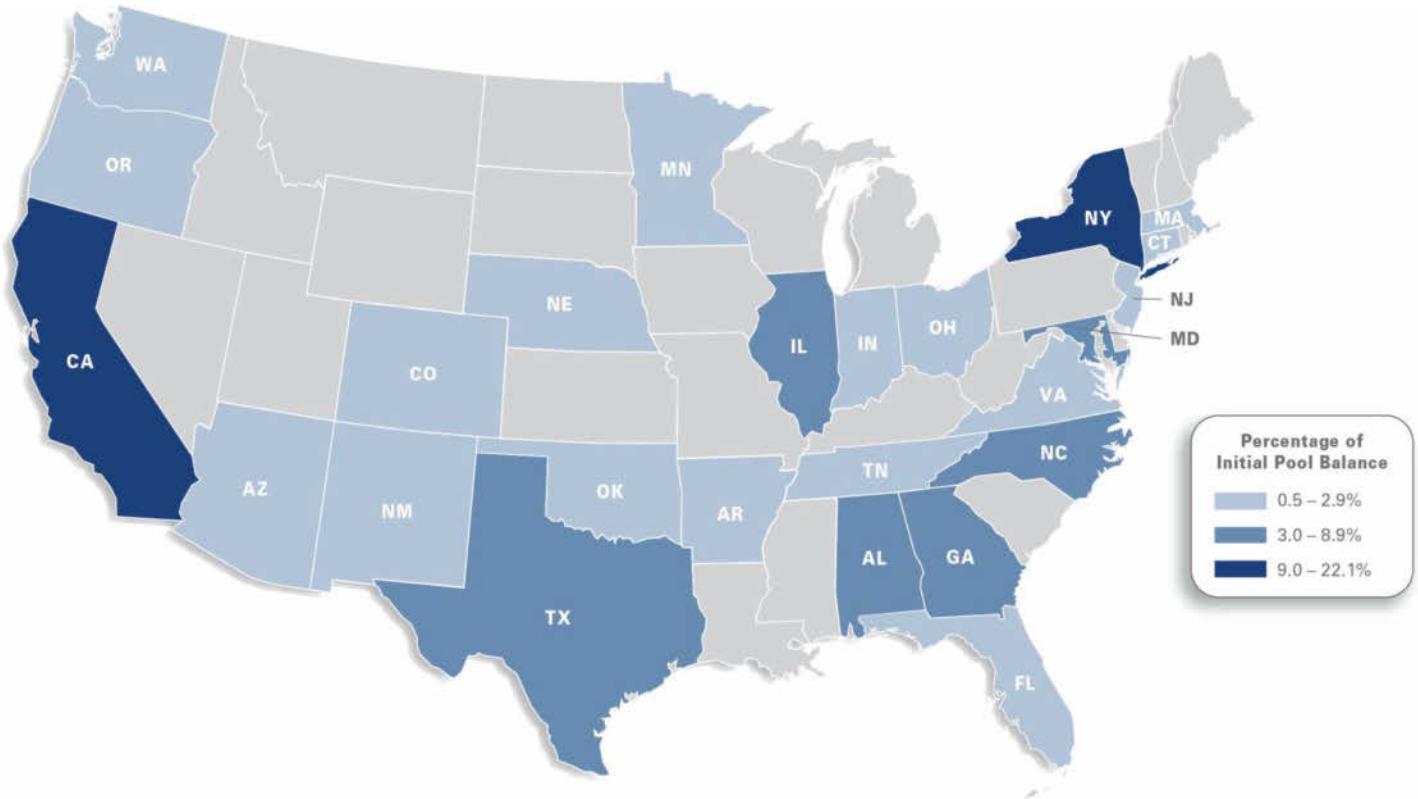 WA
OR
MN
NY
MA
CT
NE
NJ
MD
IL
IN
OH
CA
CO
VA
NC
TN
AZ
NM
OK
AR
AL
GA
TX
FL
Percentage of
Initial Pool Balance
0.5 – 2.9%
3.0 – 8.9%
9.0 – 22.1%